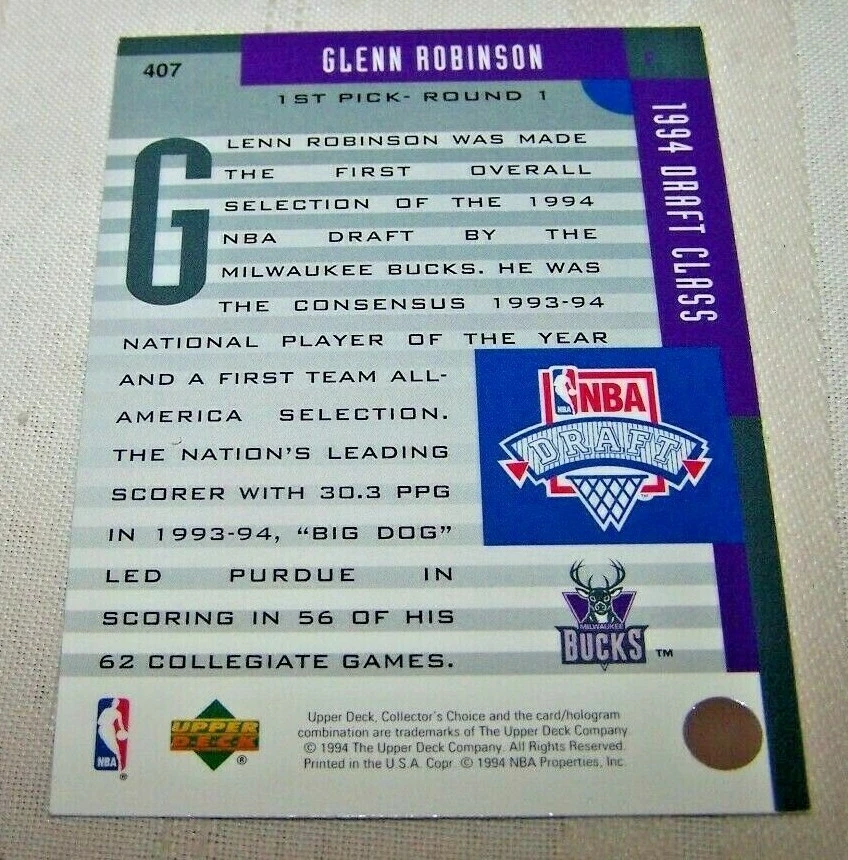 407
GLENN ROBINSON
F
1ST PICK- ROUND 1
1994 DRAFT CLASS
GLENN ROBINSON WAS MADE
THE FIRST OVERALL
SELECTION OF THE 1994
NBA DRAFT BY THE
MILWAUKEE BUCKS. HE WAS
THE CONSENSUS 1993-94
NATIONAL PLAYER OF THE YEAR
AND A FIRST TEAM ALL-
AMERICA SELECTION.
THE NATION'S LEADING
SCORER WITH 30.3 PPG
IN 1993-94, “BIG DOG”
LED PURDUE IN
SCORING IN 56 OF HIS
62 COLLEGIATE GAMES.
NBA
NBA
DRAFT
TM
MILWAUKEE
BUCKS TM
NBA
®
UPPER
DECK
®
Upper Deck, Collector's Choice and the card/hologram
combination are trademarks of The Upper Deck Company.
© 1994 The Upper Deck Company. All Rights Reserved.
Printed in the U.S.A. Copr. © 1994 NBA Properties, Inc.